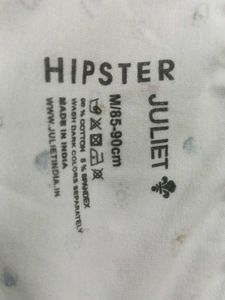 HIPSTER
JULIET
M/85-90cm
95 % COTTON 5 % SPANDEX
WASH DARK COLORS SEPARATELY
MADE IN INDIA
WWW.JULIETINDIA.IN